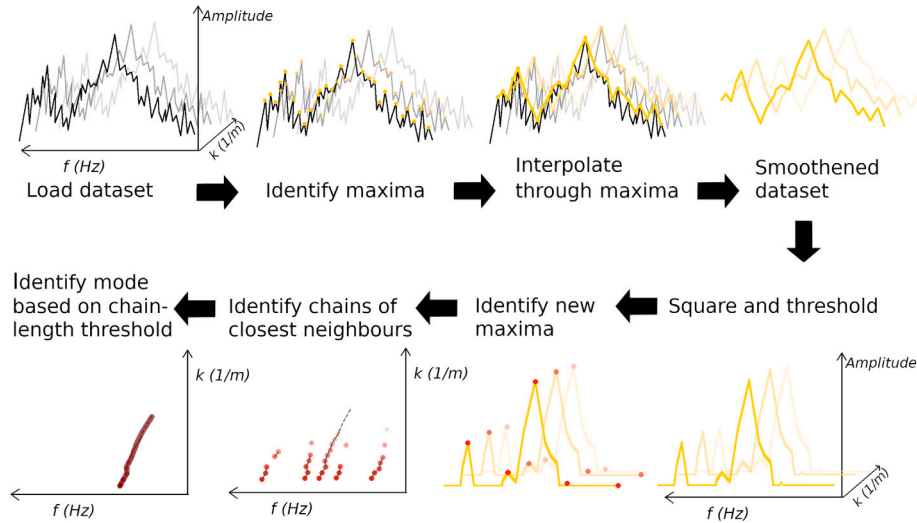 Amplitude
k (1/m)
f (Hz)
Load dataset
Identify maxima
Interpolate
through maxima
Smoothened
dataset
Identify mode
based on chain-
length threshold
Identify chains of
closest neighbours
Identify new
maxima
Square and threshold
k (1/m)
f (Hz)
k (1/m)
f (Hz)
Amplitude
k (1/m)
f (Hz)